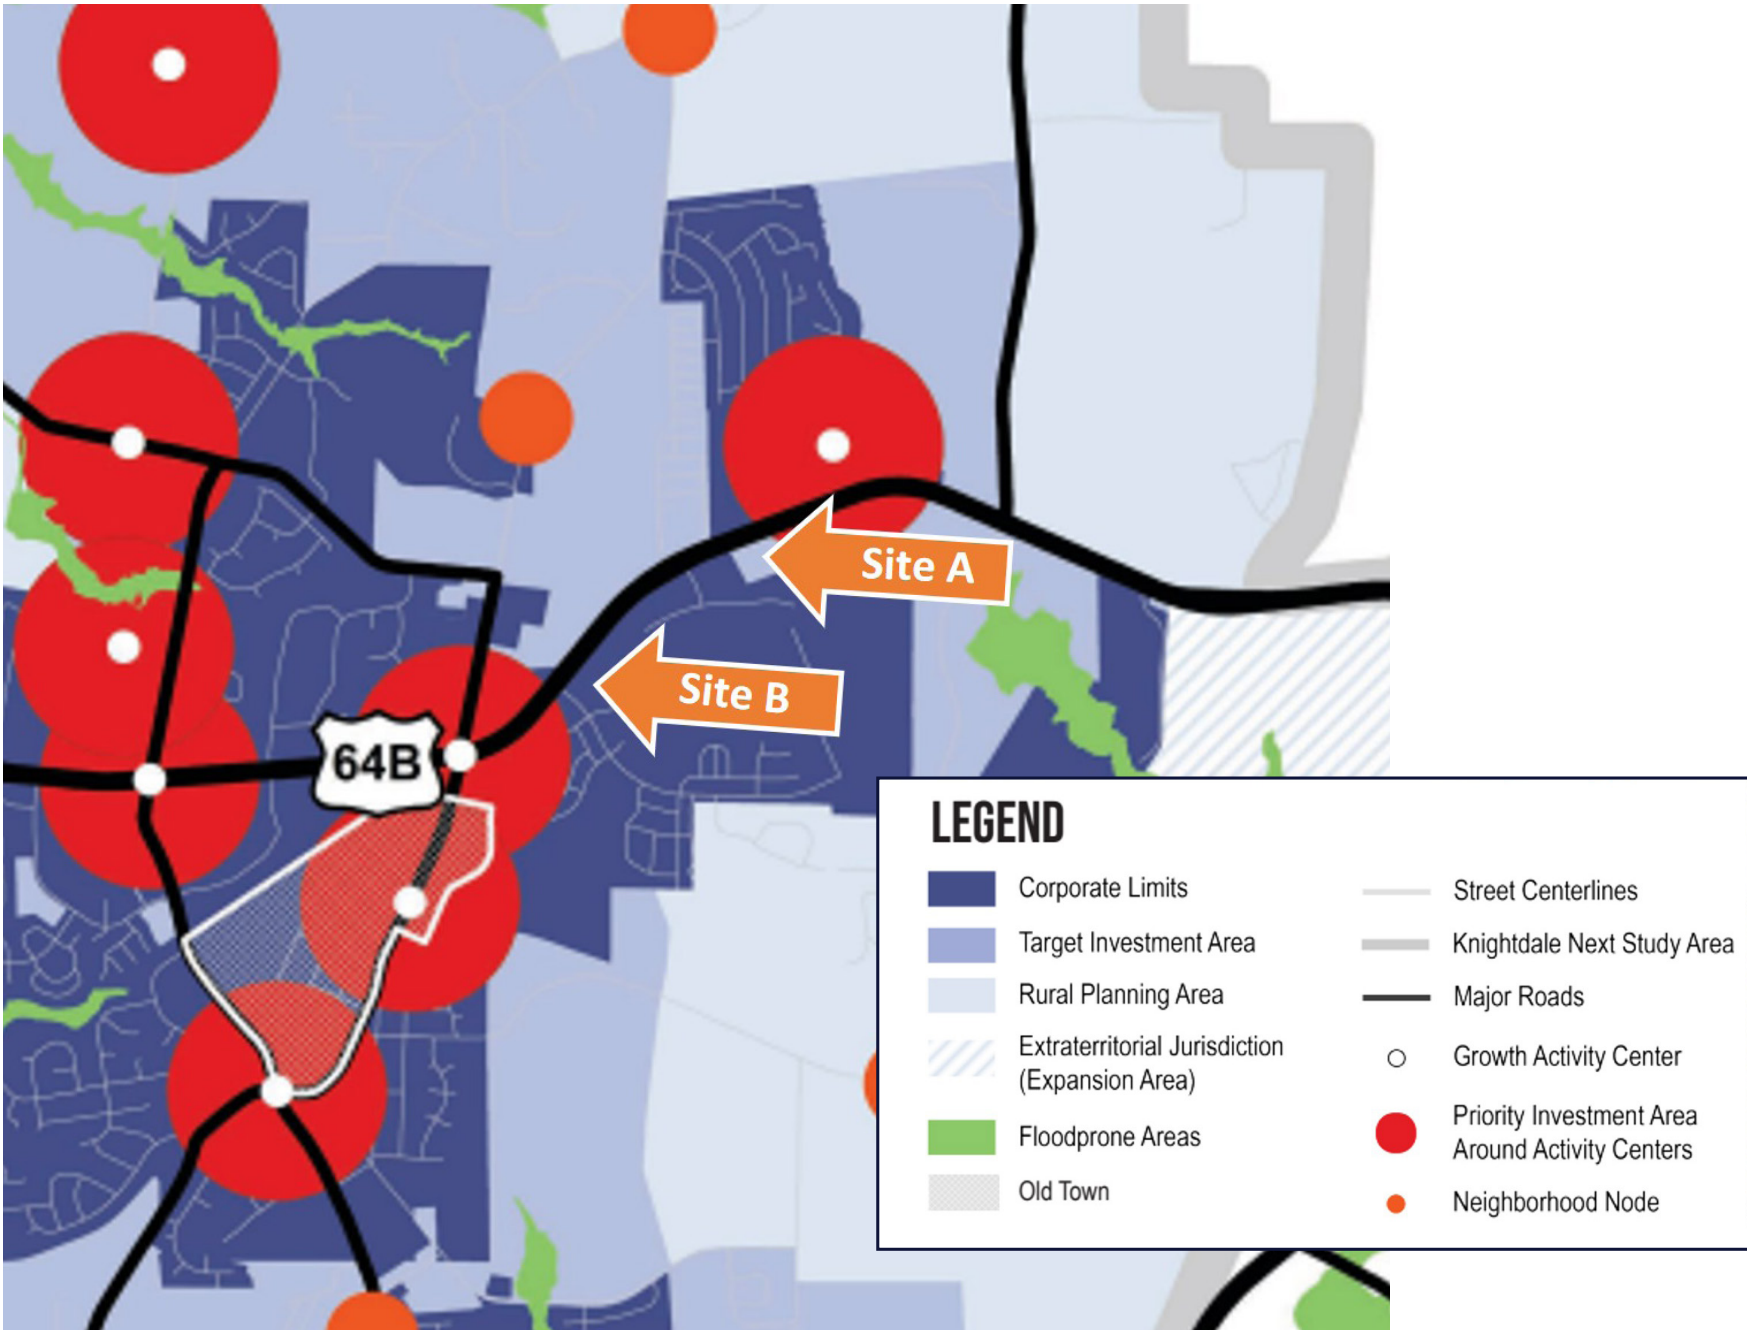 Site A
Site B
64B
LEGEND
Corporate Limits
Target Investment Area
Rural Planning Area
Extraterritorial Jurisdiction
(Expansion Area)
Floodprone Areas
Old Town
Street Centerlines
Knightdale Next Study Area
Major Roads
Growth Activity Center
Priority Investment Area
Around Activity Centers
Neighborhood Node